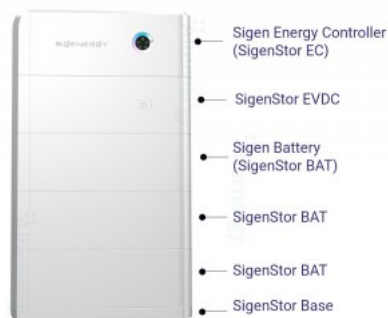 SIGENERGY
Sigen Energy Controller
(SigenStor EC)
SigenStor EVDC
Sigen Battery
(SigenStor BAT)
SigenStor BAT
SigenStor BAT
SigenStor Base